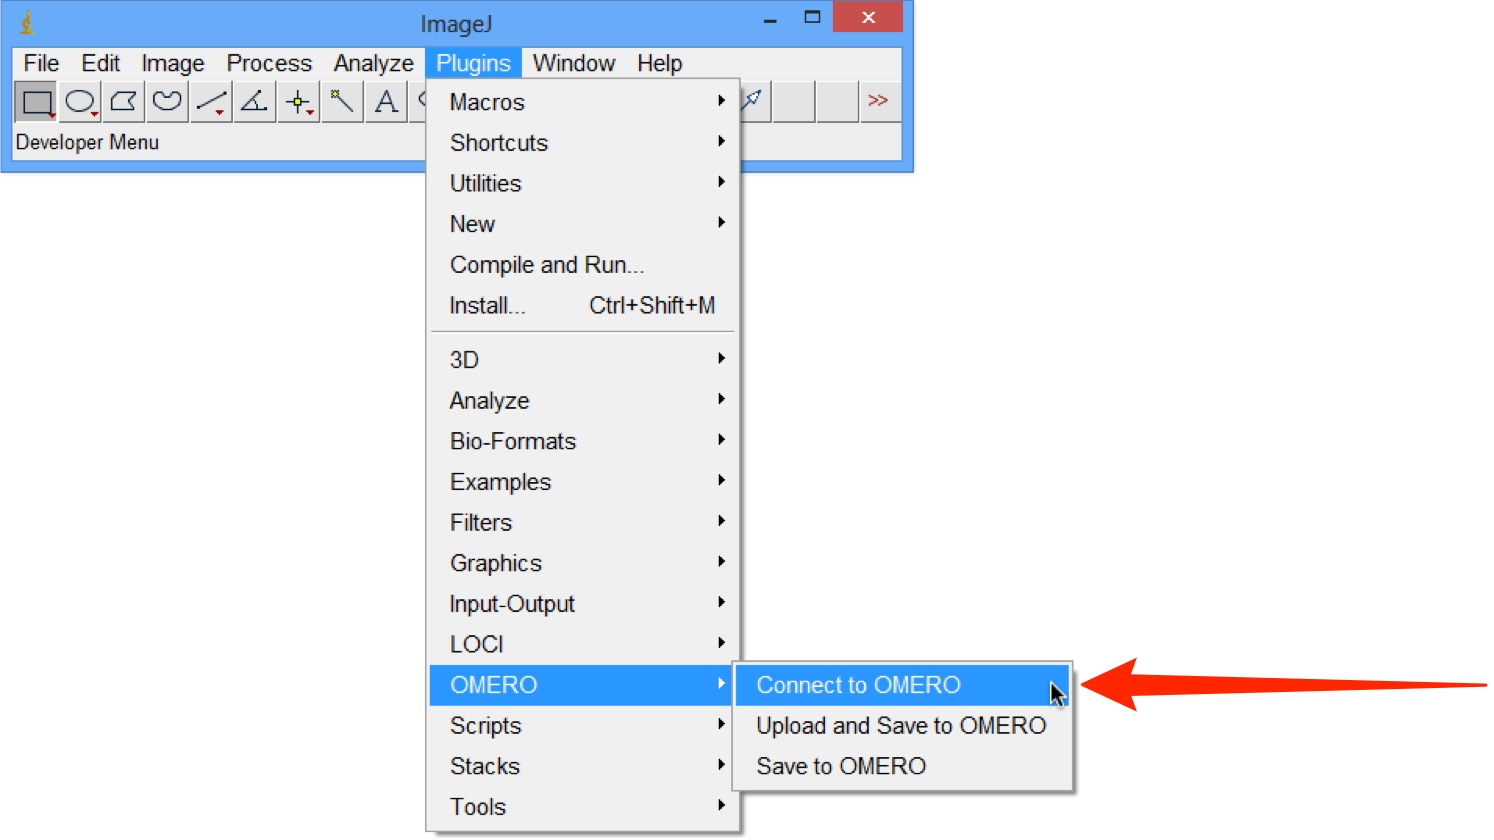 ImageJ
File Edit Image Process Analyze Plugins Window Help
A >>
Developer Menu
Macros
Shortcuts
Utilities
New
Compile and Run...
Install... Ctrl+Shift+M
3D
Analyze
Bio-Formats
Examples
Filters
Graphics
Input-Output
LOCI
OMERO
Scripts
Stacks
Tools
Connect to OMERO
Upload and Save to OMERO
Save to OMERO